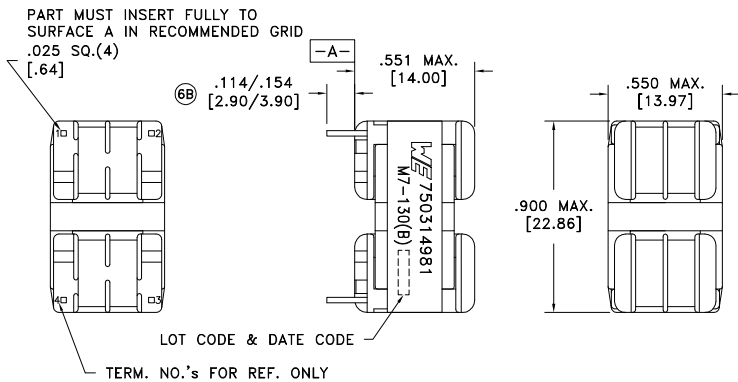 PART MUST INSERT FULLY TO
SURFACE A IN RECOMMENDED GRID
.025 SQ.(4)
[.64]
-A-
.551 MAX.
[14.00]
6B
.114/.154
[2.90/3.90]
.550 MAX.
[13.97]
1
2
WE 750314981
M7-130(B)
.900 MAX.
[22.86]
4
3
LOT CODE & DATE CODE
TERM. NO.'s FOR REF. ONLY